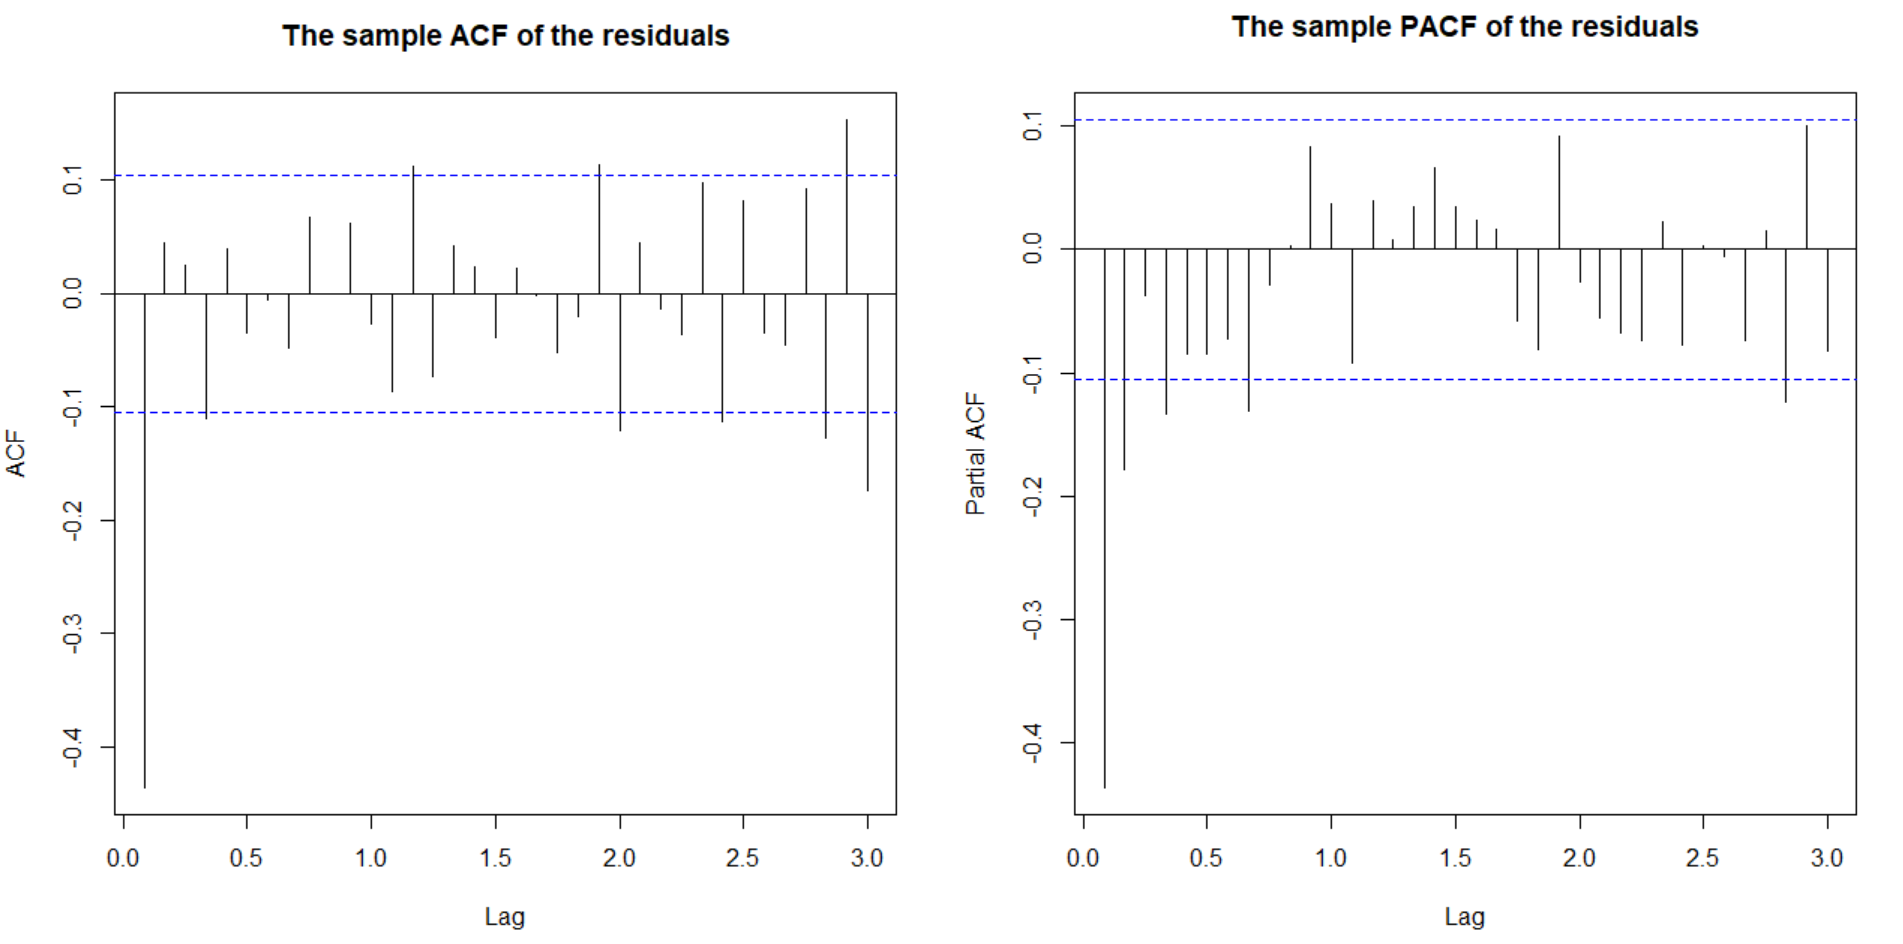 The sample ACF of the residuals
ACF
0.1
0.0
-0.1
-0.2
-0.3
-0.4
0.0 0.5 1.0 1.5 2.0 2.5 3.0
Lag
The sample PACF of the residuals
Partial ACF
0.1
0.0
-0.1
-0.2
-0.3
-0.4
0.0 0.5 1.0 1.5 2.0 2.5 3.0
Lag